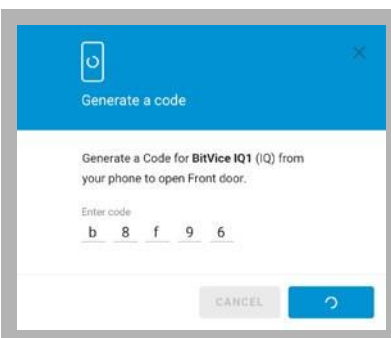 Generate a code
Generate a Code for BitVice IQ1 (IQ) from
your phone to open Front door.
Enter code
b 8 f 9 6
CANCEL